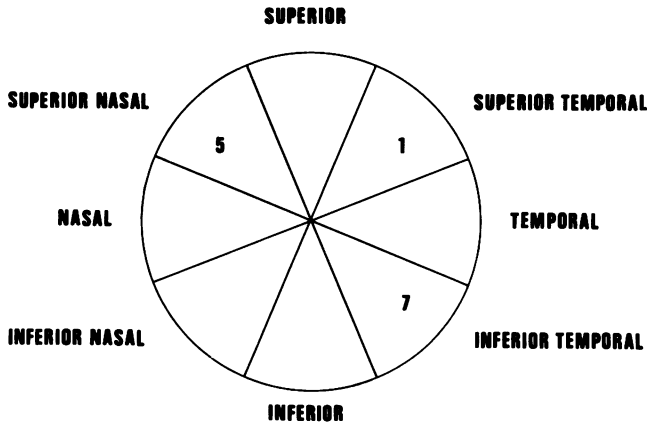 SUPERIOR
SUPERIOR NASAL
SUPERIOR TEMPORAL
5
1
NASAL
TEMPORAL
7
INFERIOR NASAL
INFERIOR TEMPORAL
INFERIOR